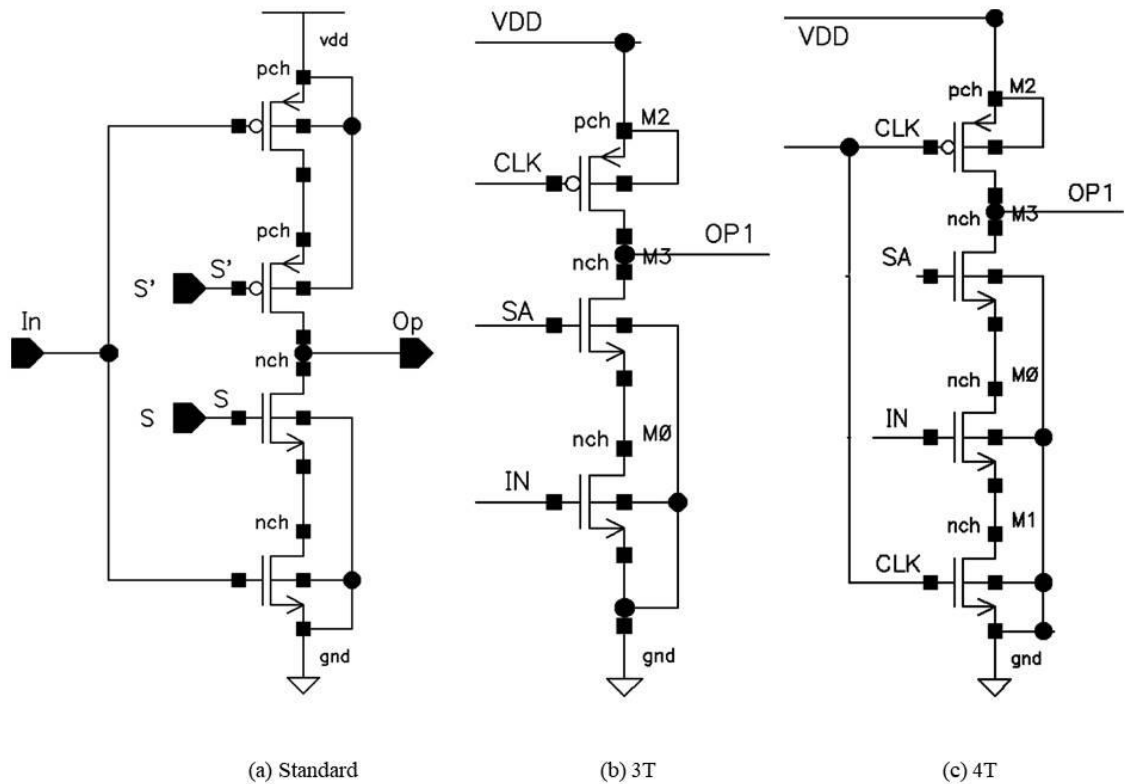 vdd
pch
pch
S'
S'
In
Op
nch
S
S
nch
gnd
(a) Standard
VDD
pch
M2
CLK
OP1
nch
M3
SA
nch
MØ
IN
gnd
(b) 3T
VDD
pch
M2
CLK
OP1
nch
M3
SA
nch
MØ
IN
nch
M1
CLK
gnd
(c) 4T